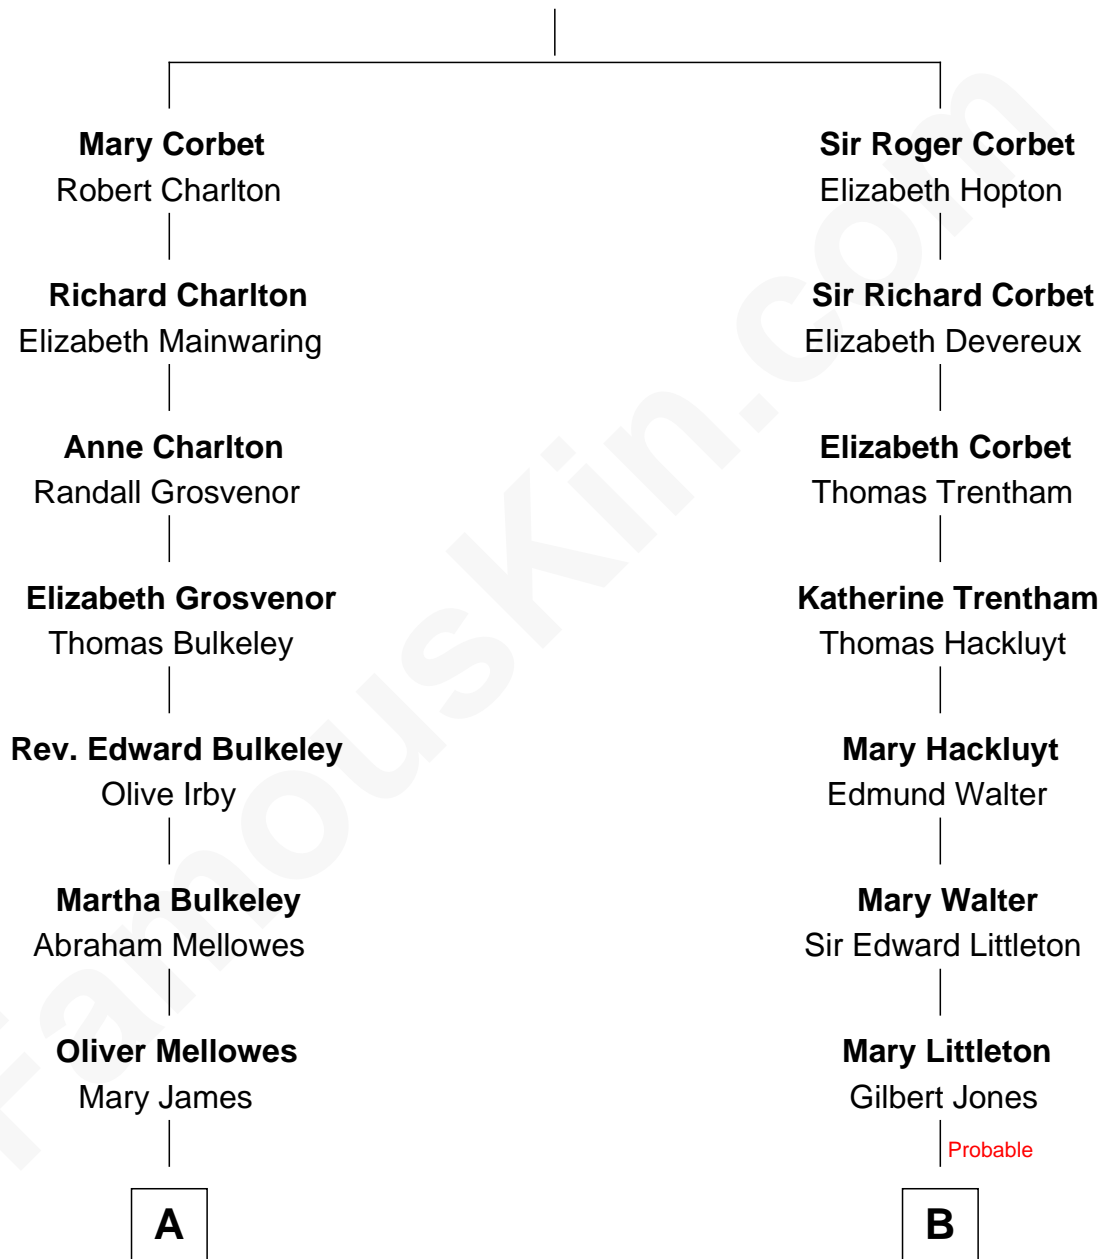 Mary Corbet
Robert Charlton
Richard Charlton
Elizabeth Mainwaring
Anne Charlton
Randall Grosvenor
Elizabeth Grosvenor
Thomas Bulkeley
Rev. Edward Bulkeley
Olive Irby
Martha Bulkeley
Abraham Mellowes
Oliver Mellowes
Mary James
A
Sir Roger Corbet
Elizabeth Hopton
Sir Richard Corbet
Elizabeth Devereux
Elizabeth Corbet
Thomas Trentham
Katherine Trentham
Thomas Hackluyt
Mary Hackluyt
Edmund Walter
Mary Walter
Sir Edward Littleton
Mary Littleton
Gilbert Jones
Probable
B
FamousKin.com